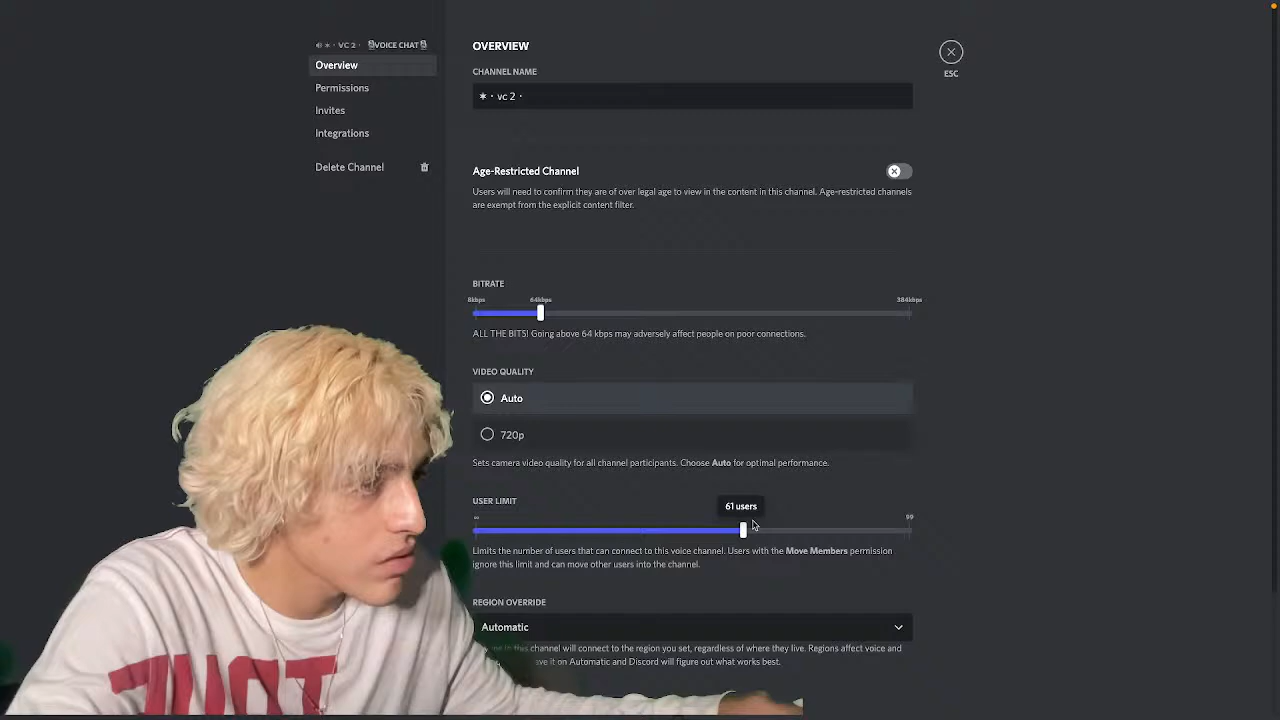 VC 2 · VOICE CHAT
Overview
Permissions
Invites
Integrations
Delete Channel
OVERVIEW
CHANNEL NAME
✱ · vc 2 ·
ESC
Age-Restricted Channel
Users will need to confirm they are of over legal age to view in the content in this channel. Age-restricted channels
are exempt from the explicit content filter.
BITRATE
8kbps 64kbps 384kbps
ALL THE BITS! Going above 64 kbps may adversely affect people on poor connections.
VIDEO QUALITY
Auto
720p
Sets camera video quality for all channel participants. Choose Auto for optimal performance.
USER LIMIT
61 users
∞ 99
Limits the number of users that can connect to this voice channel. Users with the Move Members permission
ignore this limit and can move other users into the channel.
REGION OVERRIDE
Automatic
in this channel will connect to the region you set, regardless of where they live. Regions affect voice and
it on Automatic and Discord will figure out what works best.